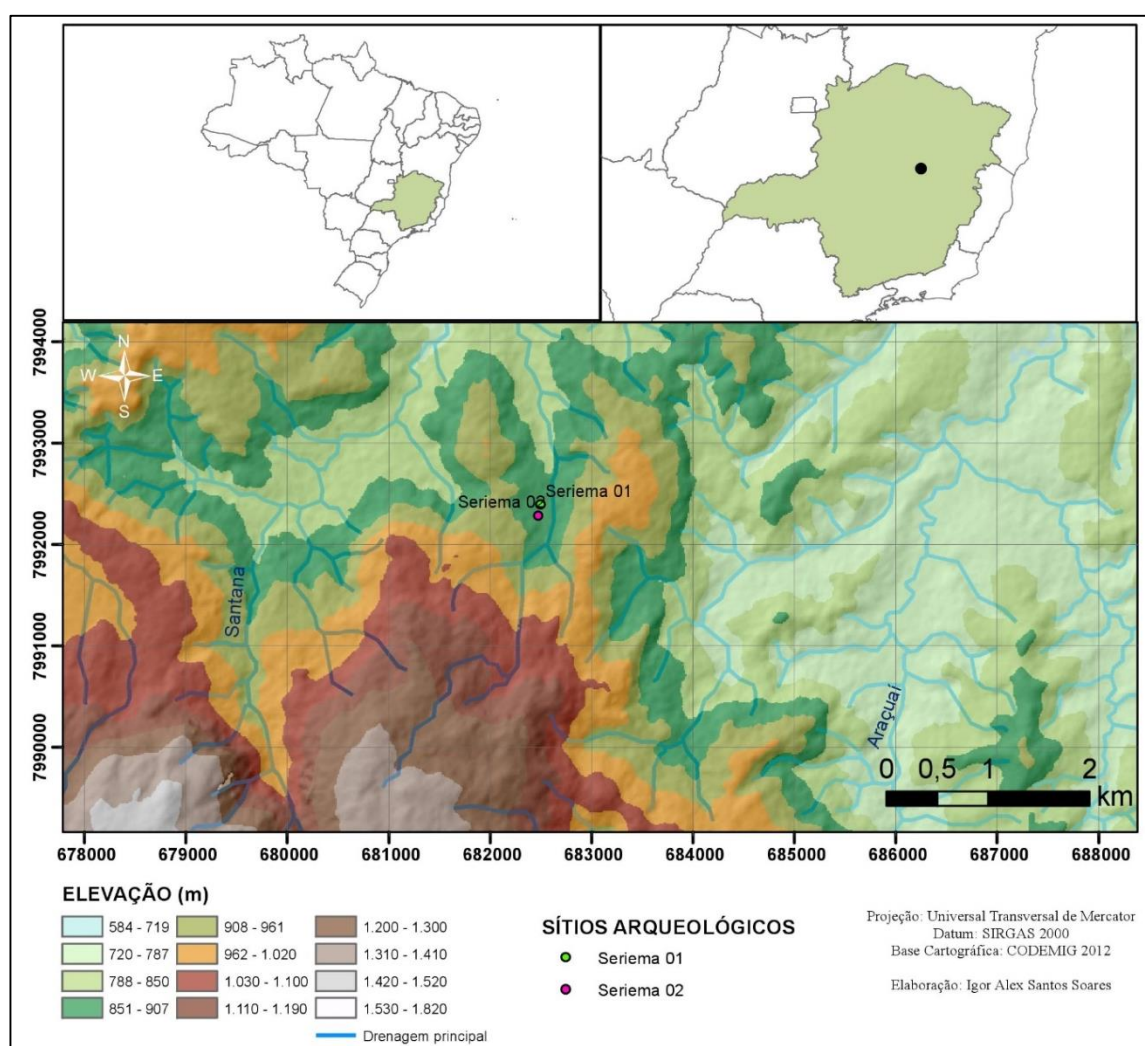 N
W E
S
7994000
7993000
7992000
7991000
7990000
Seriema 01
Seriema 02
Santana
Araçuaí
0 0,5 1 2
km
678000 679000 680000 681000 682000 683000 684000 685000 686000 687000 688000
ELEVAÇÃO (m)
584 - 719
720 - 787
788 - 850
851 - 907
908 - 961
962 - 1.020
1.030 - 1.100
1.110 - 1.190
1.200 - 1.300
1.310 - 1.410
1.420 - 1.520
1.530 - 1.820
Drenagem principal
SÍTIOS ARQUEOLÓGICOS
Seriema 01
Seriema 02
Projeção: Universal Transversal de Mercator
Datum: SIRGAS 2000
Base Cartográfica: CODEMIG 2012
Elaboração: Igor Alex Santos Soares